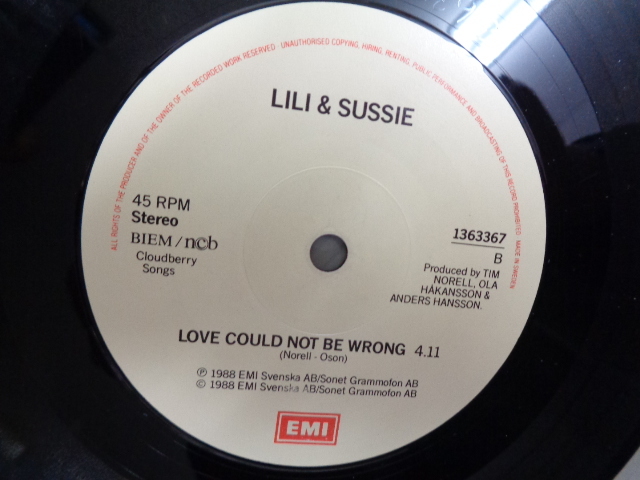 ALL RIGHTS OF THE PRODUCER AND OF THE OWNER OF THE RECORDED WORK RESERVED · UNAUTHORISED COPYING, HIRING, RENTING, PUBLIC PERFORMANCE AND BROADCASTING OF THIS RECORD PROHIBITED MADE IN SWEDEN
LILI & SUSSIE
45 RPM
Stereo
BIEM/ncb
Cloudberry
Songs
1363367
B
Produced by TIM
NORELL, OLA
HÅKANSSON &
ANDERS HANSSON.
LOVE COULD NOT BE WRONG 4.11
(Norell - Oson)
℗ 1988 EMI Svenska AB/Sonet Grammofon AB
© 1988 EMI Svenska AB/Sonet Grammofon AB
EMI